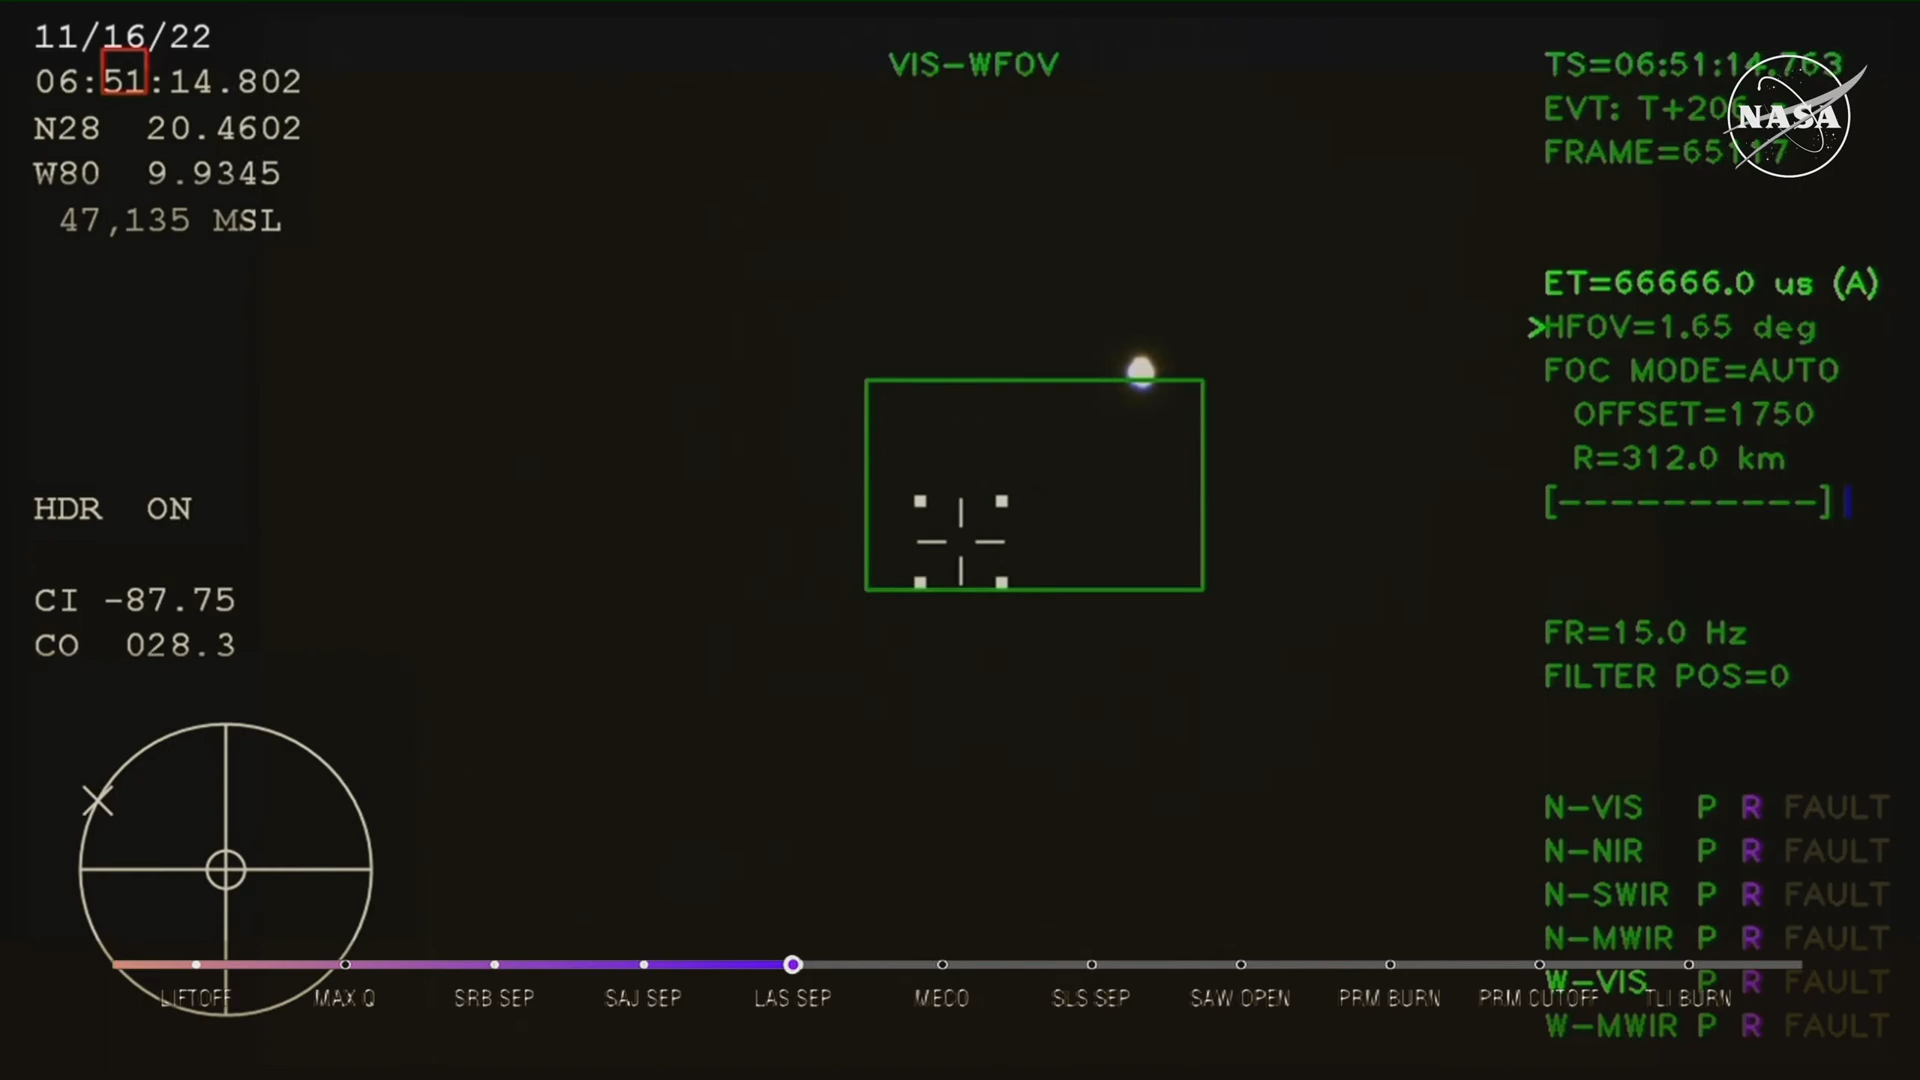 11/16/22
06:51:14.802
N28 20.4602
W80 9.9345
47,135 MSL
HDR ON
CI -87.75
CO 028.3
VIS-WFOV
TS=06:51:14.763
EVT: T+206
FRAME=65117
NASA
ET=66666.0 us (A)
>HFOV=1.65 deg
FOC MODE=AUTO
OFFSET=1750
R=312.0 km
[----------]
FR=15.0 Hz
FILTER POS=0
N-VIS P R FAULT
N-NIR P R FAULT
N-SWIR P R FAULT
N-MWIR P R FAULT
W-VIS P R FAULT
W-MWIR P R FAULT
LIFTOFF MAX Q SRB SEP SAJ SEP LAS SEP MECO SLS SEP SAW OPEN PRM BURN PRM CUTOFF TLI BURN